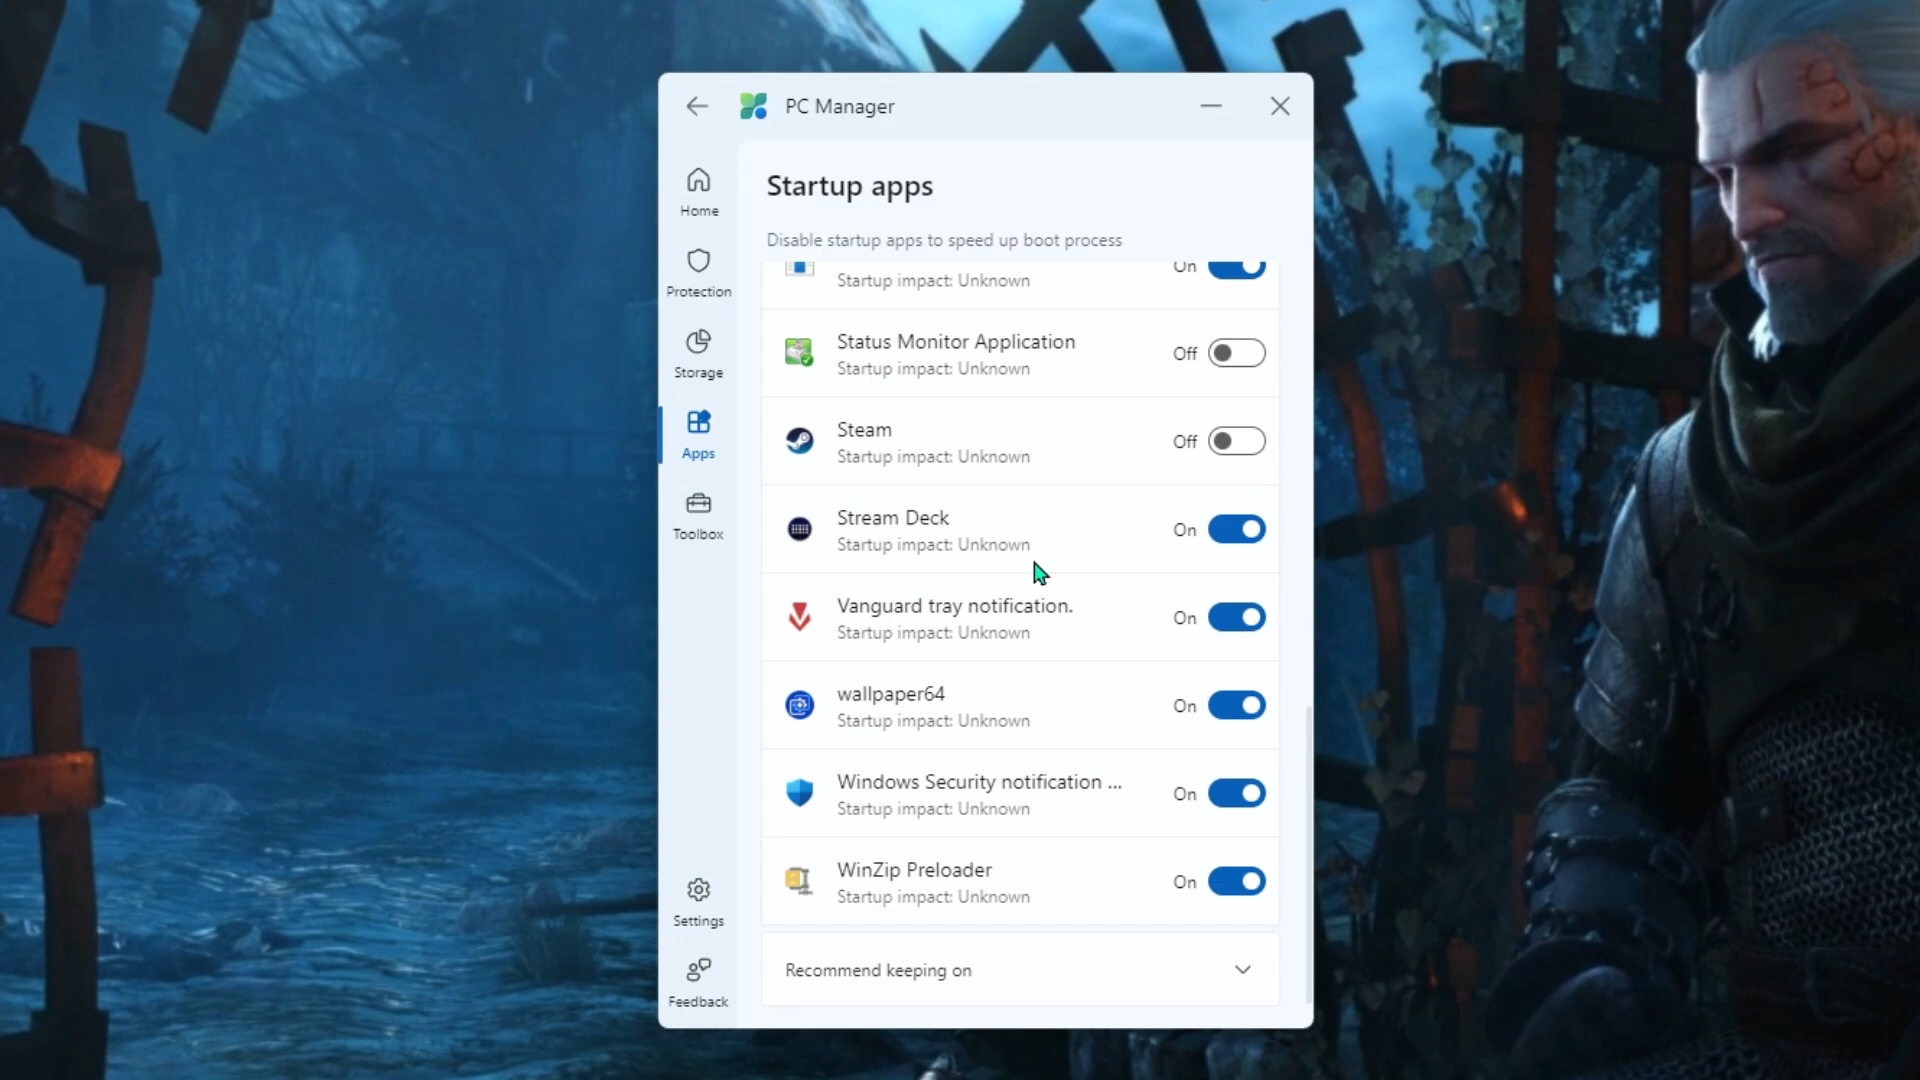 PC Manager
Home
Protection
Storage
Apps
Toolbox
Settings
Feedback
Startup apps
Disable startup apps to speed up boot process
Startup impact: Unknown
On
Status Monitor Application
Startup impact: Unknown
Off
Steam
Startup impact: Unknown
Off
Stream Deck
Startup impact: Unknown
On
Vanguard tray notification.
Startup impact: Unknown
On
wallpaper64
Startup impact: Unknown
On
Windows Security notification ...
Startup impact: Unknown
On
WinZip Preloader
Startup impact: Unknown
On
Recommend keeping on